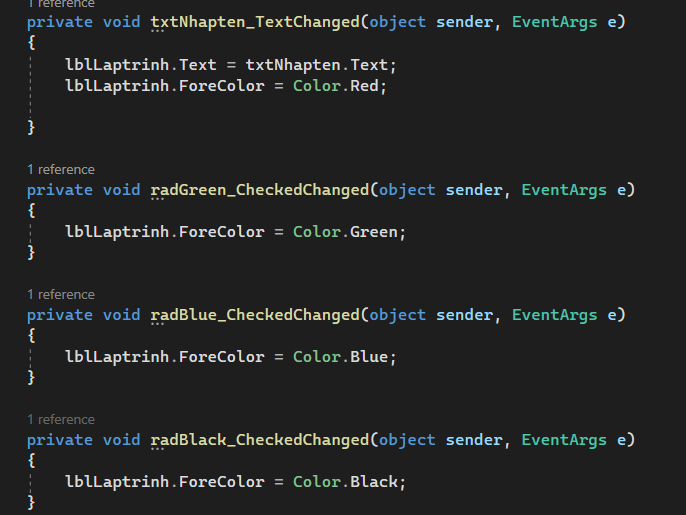 1 reference
private void txtNhapten_TextChanged(object sender, EventArgs e)
{
lblLaptrinh.Text = txtNhapten.Text;
lblLaptrinh.ForeColor = Color.Red;
}
1 reference
private void radGreen_CheckedChanged(object sender, EventArgs e)
{
lblLaptrinh.ForeColor = Color.Green;
}
1 reference
private void radBlue_CheckedChanged(object sender, EventArgs e)
{
lblLaptrinh.ForeColor = Color.Blue;
}
1 reference
private void radBlack_CheckedChanged(object sender, EventArgs e)
{
lblLaptrinh.ForeColor = Color.Black;
}